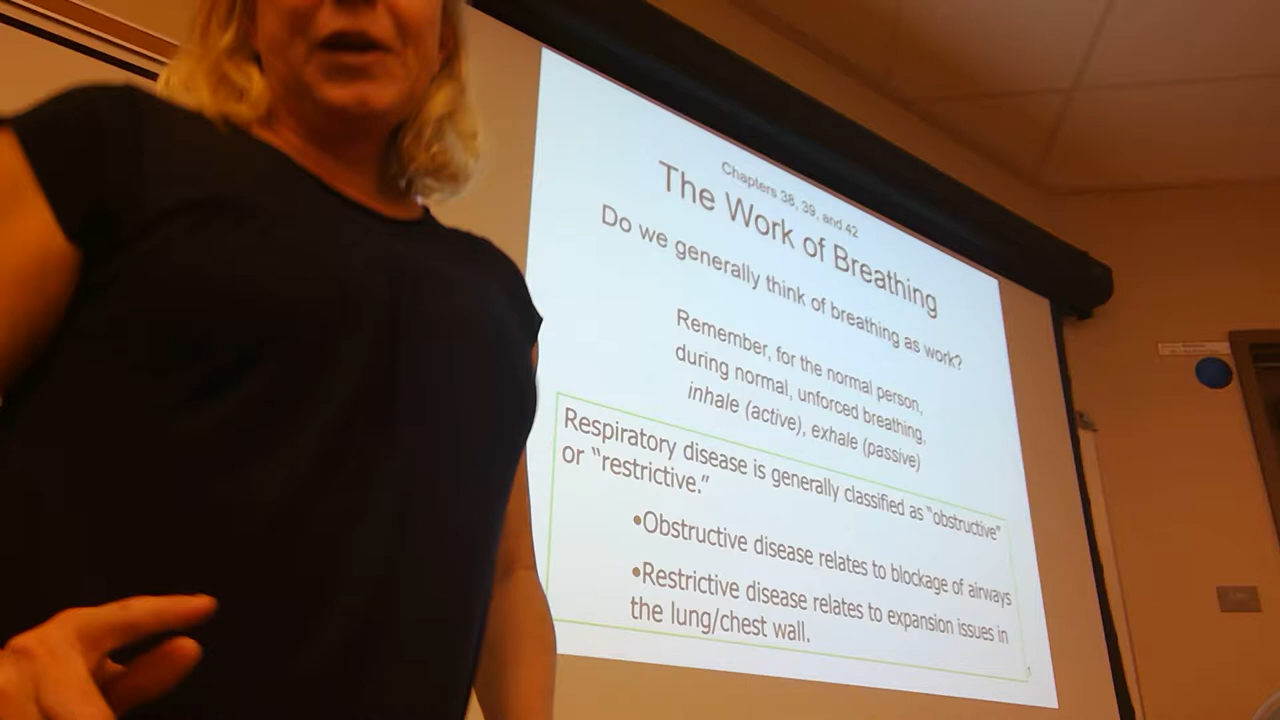 Chapters 38, 39, and 42
The Work of Breathing
Do we generally think of breathing as work?
Remember, for the normal person,
during normal, unforced breathing,
inhale (active), exhale (passive)
Respiratory disease is generally classified as “obstructive”
or “restrictive.”
•Obstructive disease relates to blockage of airways
•Restrictive disease relates to expansion issues in
the lung/chest wall.
1